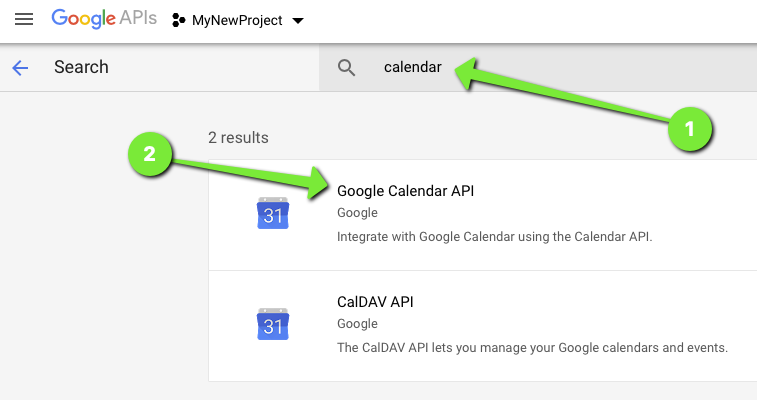 Google APIs MyNewProject
Search calendar
1
2 results
2
Google Calendar API
Google
31
Integrate with Google Calendar using the Calendar API.
CalDAV API
Google
31
The CalDAV API lets you manage your Google calendars and events.